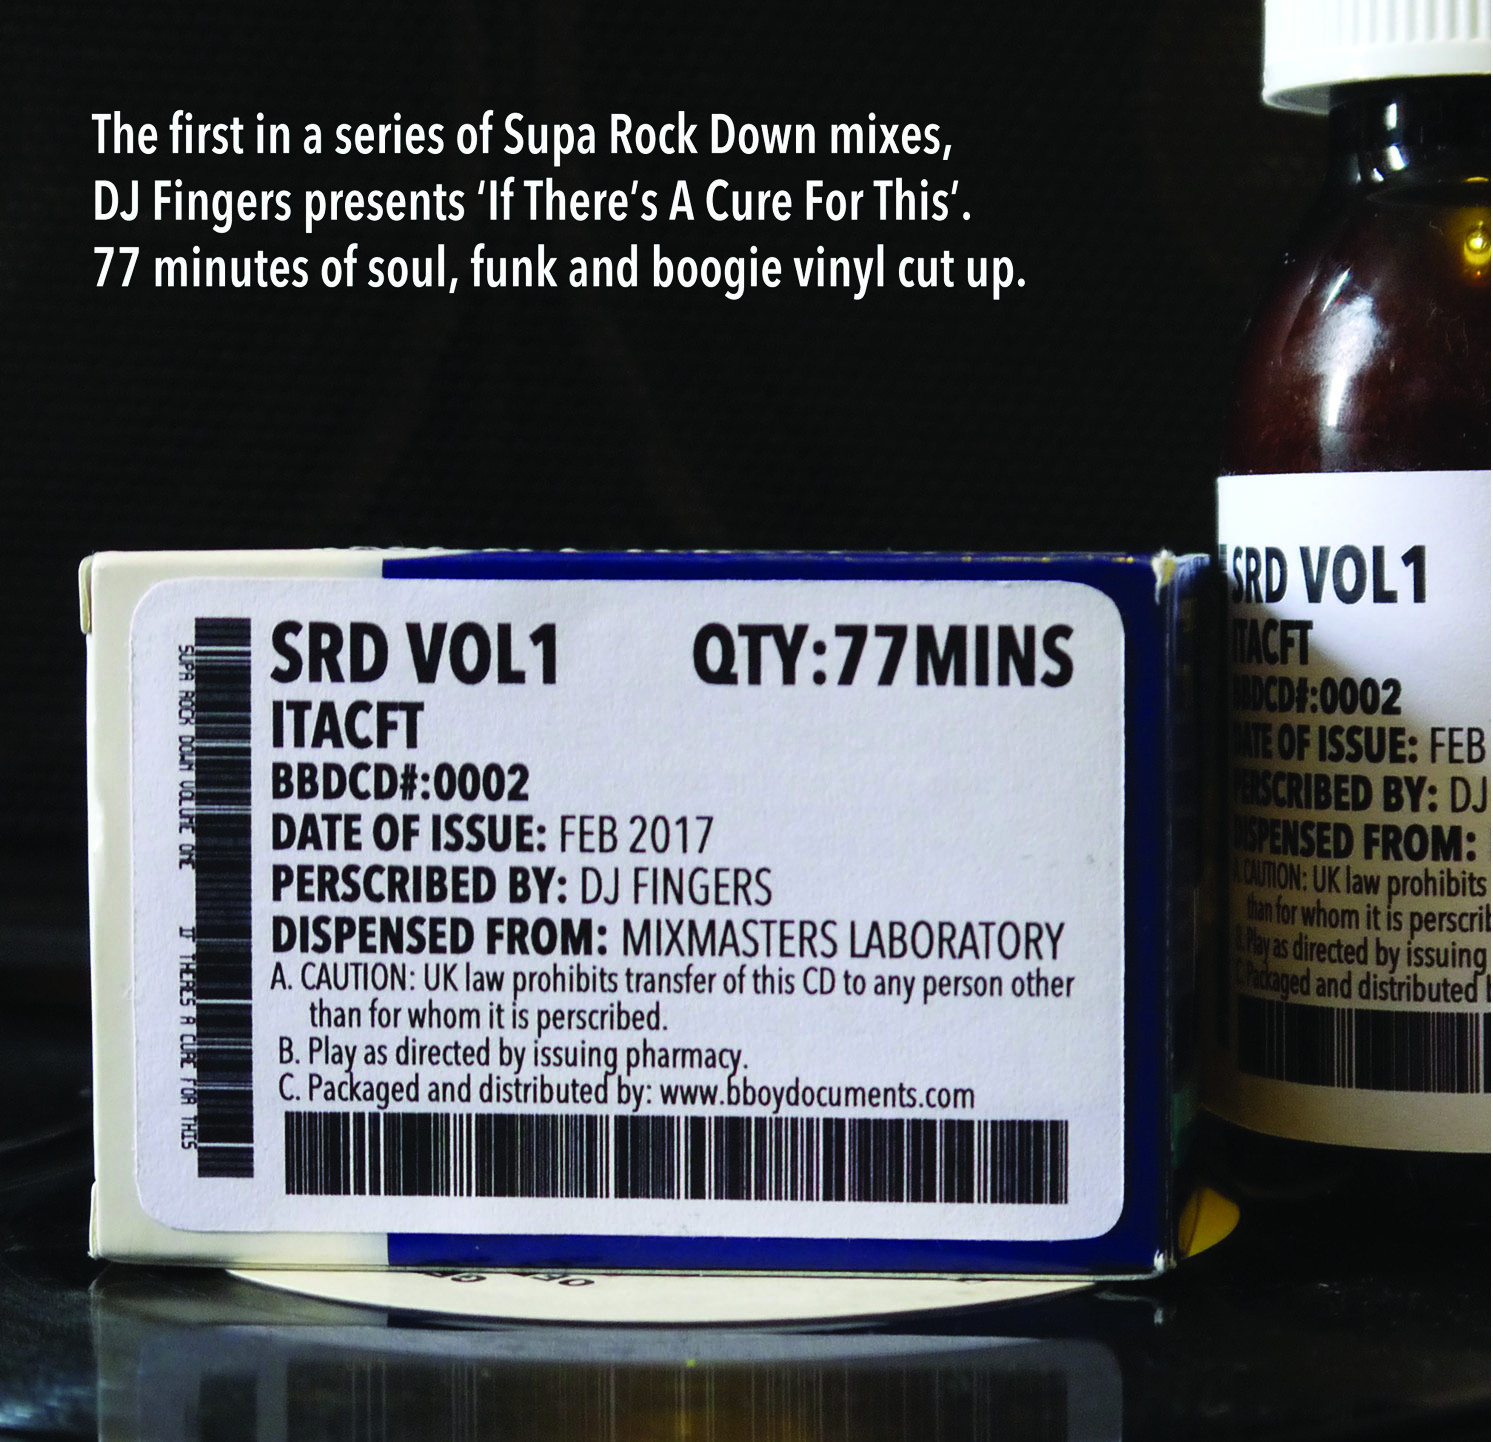 The first in a series of Supa Rock Down mixes,
DJ Fingers presents ‘If There’s A Cure For This’.
77 minutes of soul, funk and boogie vinyl cut up.
SUPA ROCK DOWN VOLUME ONE IF THERES A CURE FOR THIS
SRD VOL1 QTY:77MINS
ITACFT
BBDCD#:0002
DATE OF ISSUE: FEB 2017
PERSCRIBED BY: DJ FINGERS
DISPENSED FROM: MIXMASTERS LABORATORY
A. CAUTION: UK law prohibits transfer of this CD to any person other
than for whom it is perscribed.
B. Play as directed by issuing pharmacy.
C. Packaged and distributed by: www.bboydocuments.com
SRD VOL1
ITACFT
BBDCD#:0002
DATE OF ISSUE: FEB
PERSCRIBED BY: DJ
DISPENSED FROM:
A. CAUTION: UK law prohibits
than for whom it is perscrib
B. Play as directed by issuing
C. Packaged and distributed